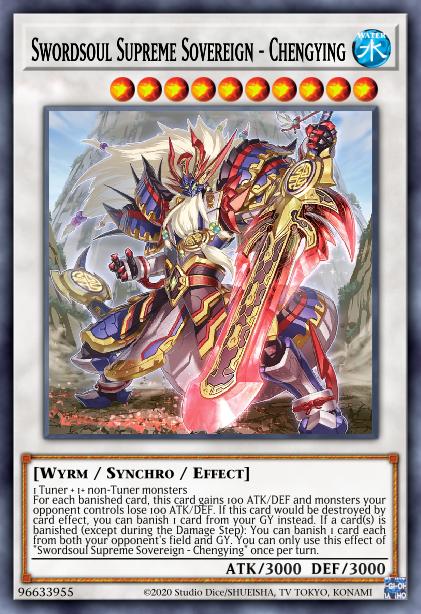 Swordsoul Supreme Sovereign - Chengying
WATER
水
[Wyrm / Synchro / Effect]
1 Tuner + 1+ non-Tuner monsters
For each banished card, this card gains 100 ATK/DEF and monsters your
opponent controls lose 100 ATK/DEF. If this card would be destroyed by
card effect, you can banish 1 card from your GY instead. If a card(s) is
banished (except during the Damage Step): You can banish 1 card each
from both your opponent's field and GY. You can only use this effect of
"Swordsoul Supreme Sovereign - Chengying" once per turn.
ATK/3000 DEF/3000
96633955
©2020 Studio Dice/SHUEISHA, TV TOKYO, KONAMI